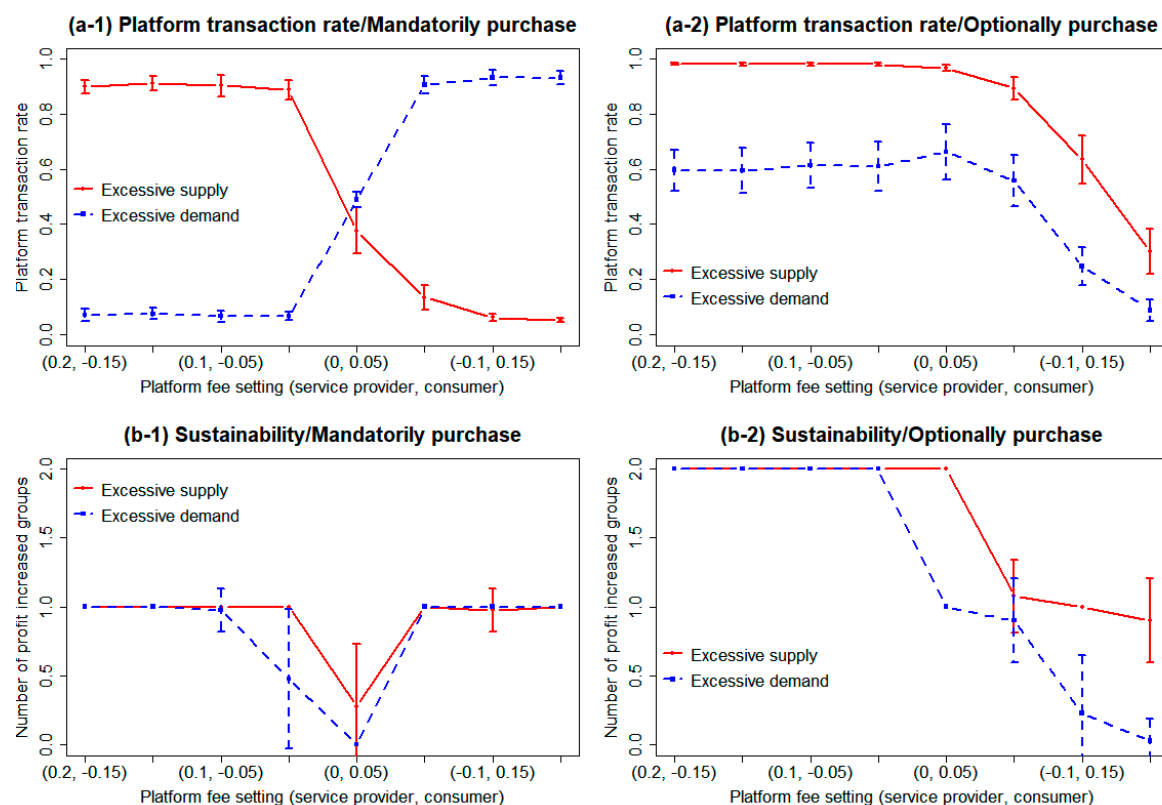 (a-1) Platform transaction rate/Mandatorily purchase
Platform transaction rate
1.0
0.8
0.6
0.4
0.2
0.0
Excessive supply
Excessive demand
(0.2, -0.15) (0.1, -0.05) (0, 0.05) (-0.1, 0.15)
Platform fee setting (service provider, consumer)
(a-2) Platform transaction rate/Optionally purchase
Platform transaction rate
1.0
0.8
0.6
0.4
0.2
0.0
Excessive supply
Excessive demand
(0.2, -0.15) (0.1, -0.05) (0, 0.05) (-0.1, 0.15)
Platform fee setting (service provider, consumer)
(b-1) Sustainability/Mandatorily purchase
Number of profit increased groups
2.0
1.5
1.0
0.5
0.0
Excessive supply
Excessive demand
(0.2, -0.15) (0.1, -0.05) (0, 0.05) (-0.1, 0.15)
Platform fee setting (service provider, consumer)
(b-2) Sustainability/Optionally purchase
Number of profit increased groups
2.0
1.5
1.0
0.5
0.0
Excessive supply
Excessive demand
(0.2, -0.15) (0.1, -0.05) (0, 0.05) (-0.1, 0.15)
Platform fee setting (service provider, consumer)